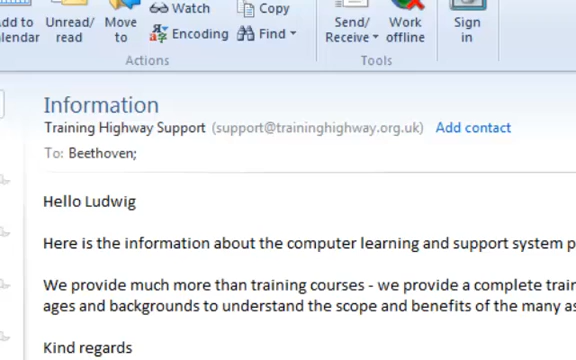 dd to
alendar
Unread/
read
Move
to
Watch
Encoding
Copy
Find
Actions
Send/
Receive
Work
offline
Tools
Sign
in
Information
Training Highway Support (support@traininghighway.org.uk) Add contact
To: Beethoven;
Hello Ludwig
Here is the information about the computer learning and support system p
We provide much more than training courses - we provide a complete train
ages and backgrounds to understand the scope and benefits of the many as
Kind regards